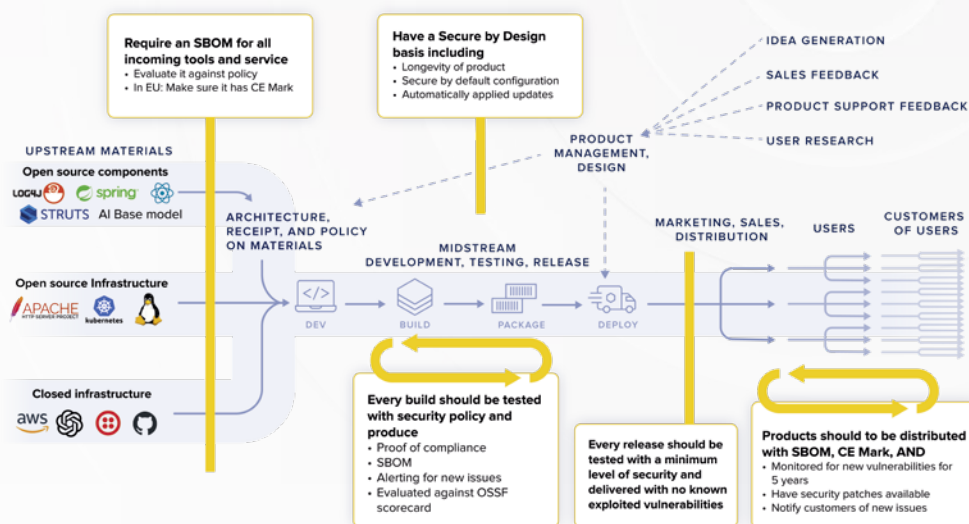 Require an SBOM for all
incoming tools and service
• Evaluate it against policy
• In EU: Make sure it has CE Mark
Have a Secure by Design
basis including
• Longevity of product
• Secure by default configuration
• Automatically applied updates
IDEA GENERATION
SALES FEEDBACK
PRODUCT SUPPORT FEEDBACK
USER RESEARCH
PRODUCT
MANAGEMENT,
DESIGN
UPSTREAM MATERIALS
Open source components
LOG4J
spring
STRUTS
AI Base model
ARCHITECTURE,
RECEIPT, AND POLICY
ON MATERIALS
MIDSTREAM
DEVELOPMENT, TESTING, RELEASE
MARKETING, SALES,
DISTRIBUTION
USERS
CUSTOMERS
OF USERS
Open source Infrastructure
APACHE
HTTP SERVER PROJECT
kubernetes
</>
DEV
BUILD
PACKAGE
DEPLOY
Closed infrastructure
aws
Every build should be tested
with security policy and
produce
• Proof of compliance
• SBOM
• Alerting for new issues
• Evaluated against OSSF
scorecard
Every release should be
tested with a minimum
level of security and
delivered with no known
exploited vulnerabilities
Products should to be distributed
with SBOM, CE Mark, AND
• Monitored for new vulnerabilities for
5 years
• Have security patches available
• Notify customers of new issues